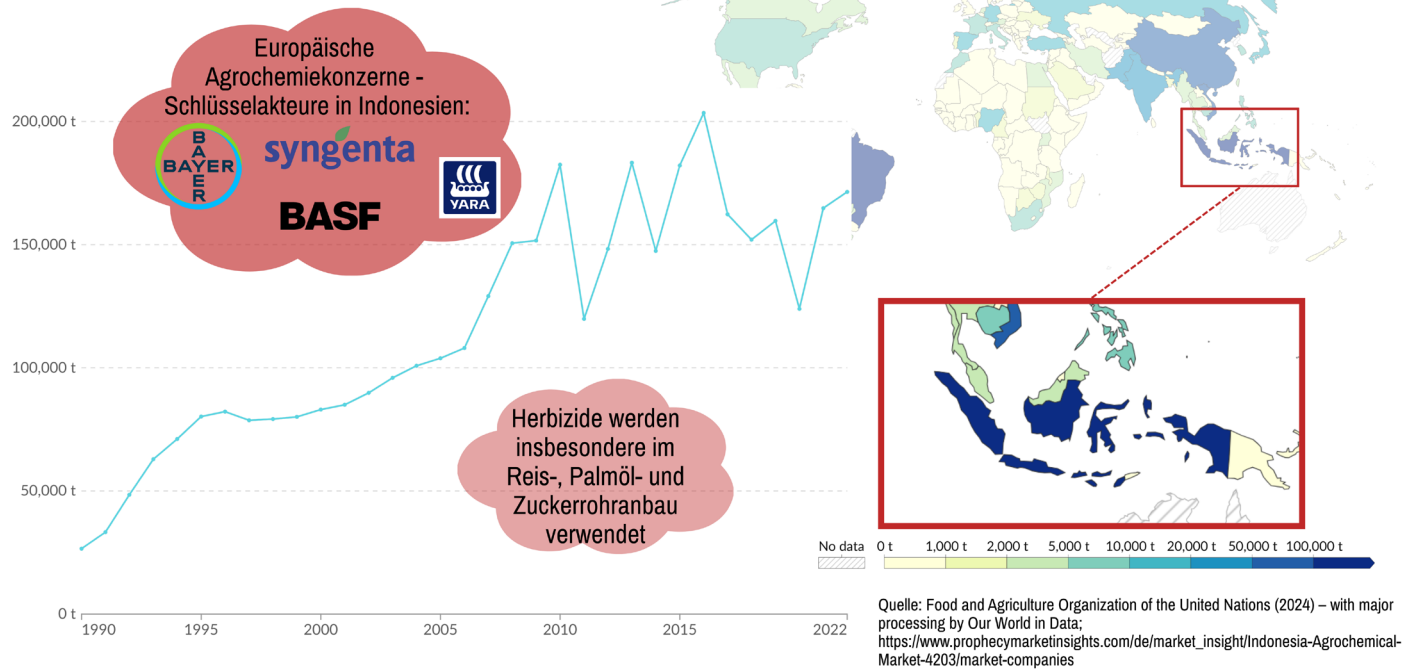 Europäische
Agrochemiekonzerne -
Schlüsselakteure in Indonesien:
BAYER
BAYER
syngenta
BASF
YARA
200,000 t
150,000 t
100,000 t
50,000 t
0 t
1990
1995
2000
2005
2010
2015
2022
Herbizide werden
insbesondere im
Reis-, Palmöl- und
Zuckerrohranbau
verwendet
No data
0 t
1,000 t
2,000 t
5,000 t
10,000 t
20,000 t
50,000 t
100,000 t
Quelle: Food and Agriculture Organization of the United Nations (2024) – with major
processing by Our World in Data;
https://www.prophecymarketinsights.com/de/market_insight/Indonesia-Agrochemical-
Market-4203/market-companies